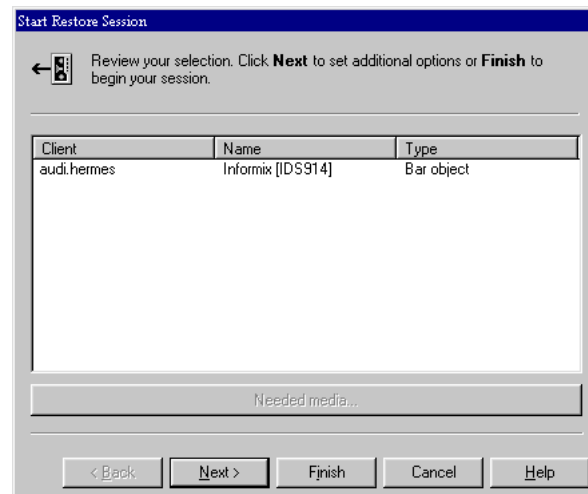 Start Restore Session
Review your selection. Click Next to set additional options or Finish to
begin your session.
Client Name Type
audi.hermes Informix [IDS914] Bar object
Needed media...
< Back Next > Finish Cancel Help